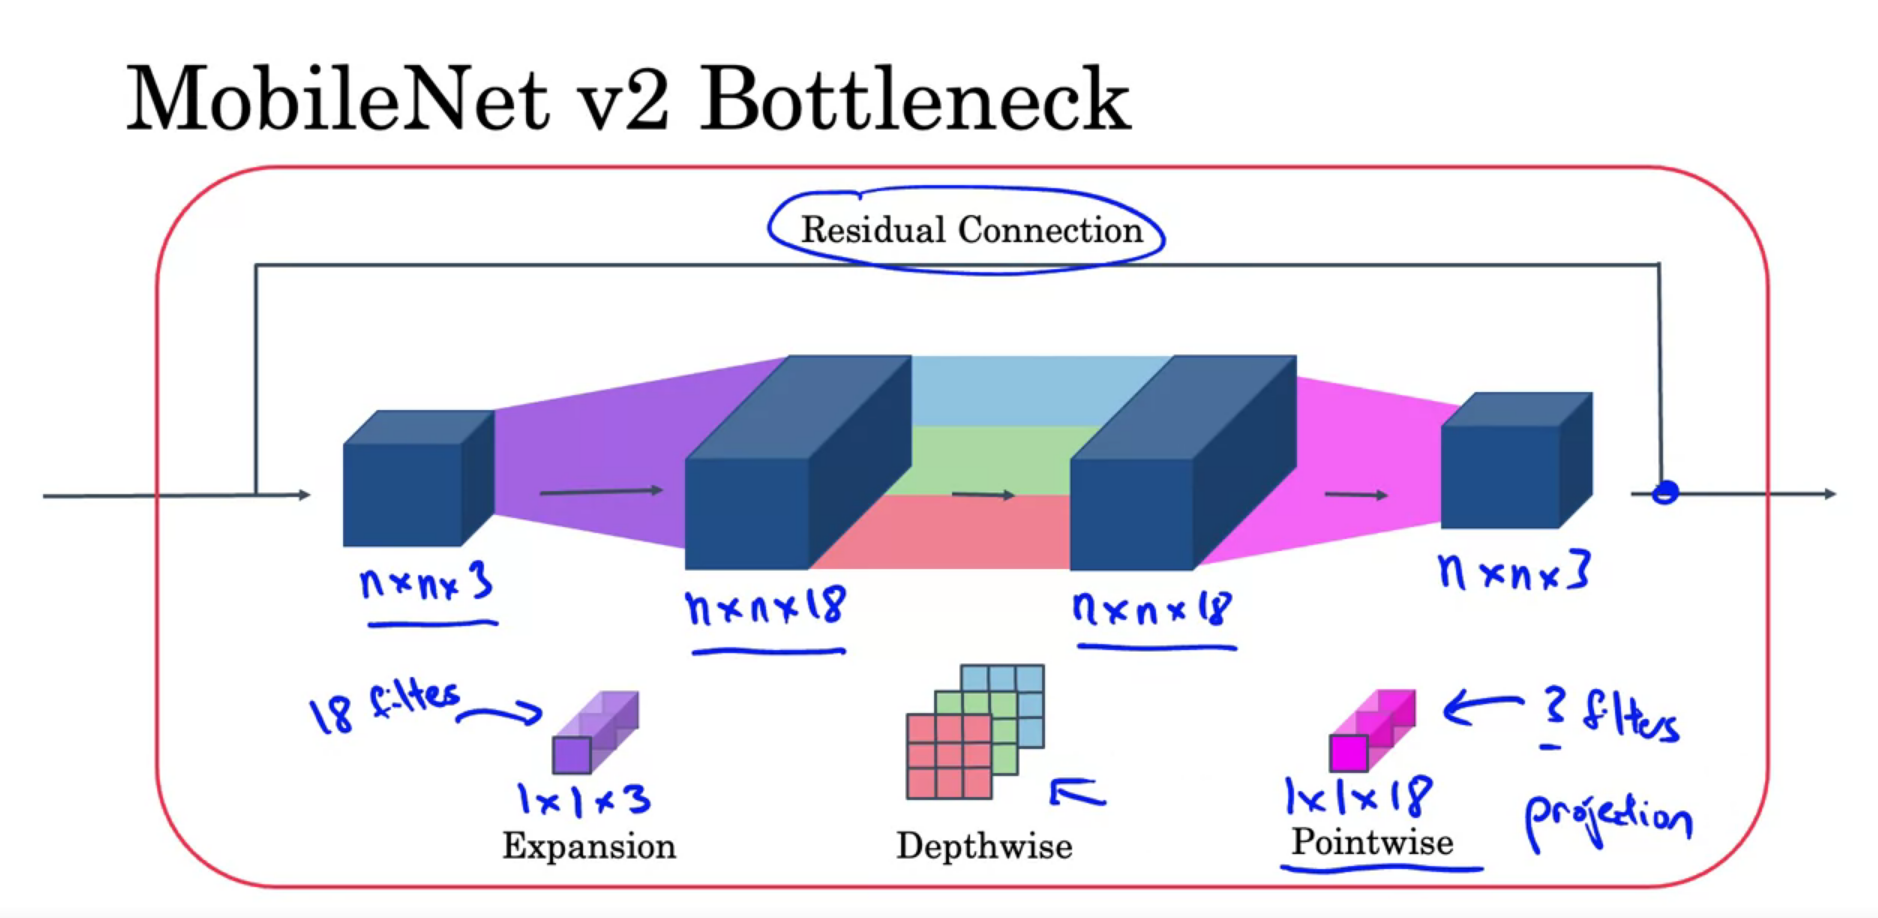 MobileNet v2 Bottleneck
Residual Connection
n×n×3
n×n×18
n×n×18
n×n×3
18 filtes
1×1×3
Expansion
Depthwise
1×1×18
Pointwise
3 filters
projection